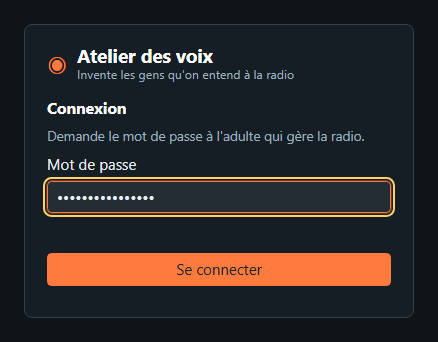 Atelier des voix
Invente les gens qu'on entend à la radio
Connexion
Demande le mot de passe à l'adulte qui gère la radio.
Mot de passe
••••••••••••••••
Se connecter